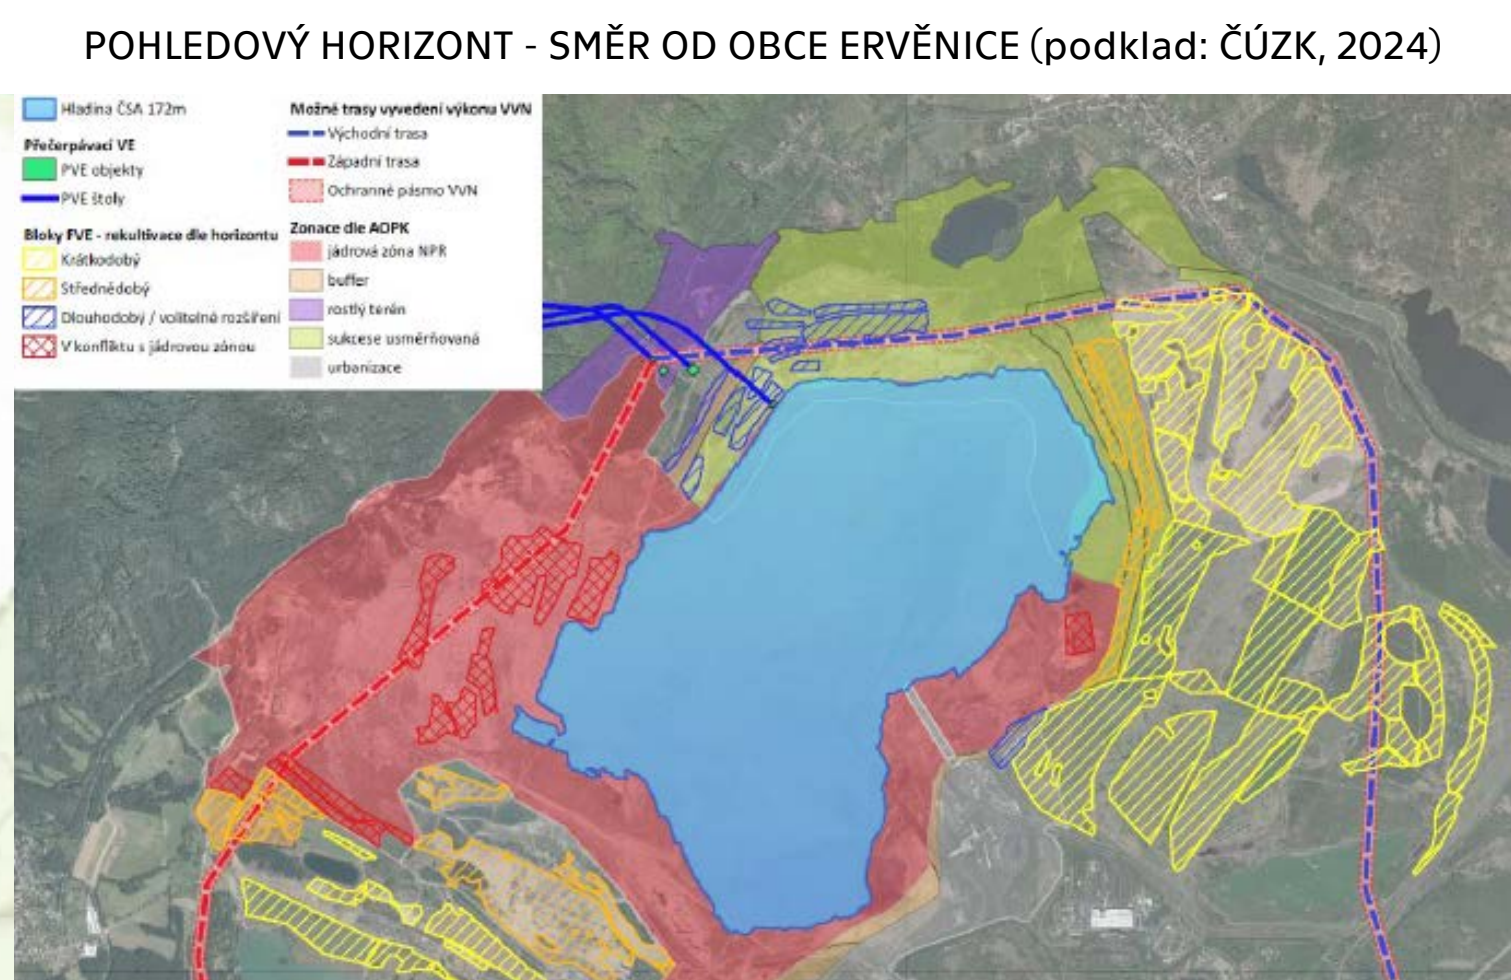 POHLEDOVÝ HORIZONT - SMĚR OD OBCE ERVĚNICE (podklad: ČÚZK, 2024)
Hladina ČSA 172m
Přečerpávací VE
PVE objekty
PVE štoly
Bloky FVE - rekultivace dle horizontu
Krátkodobý
Střednědobý
Dlouhodobý / volitelné rozšíření
V konfliktu s jádrovou zónou
Možné trasy vyvedení výkonu VVN
Východní trasa
Západní trasa
Ochranné pásmo VVN
Zonace dle AOPK
jádrová zóna NPR
buffer
rostlý terén
sukcese usměrňovaná
urbanizace